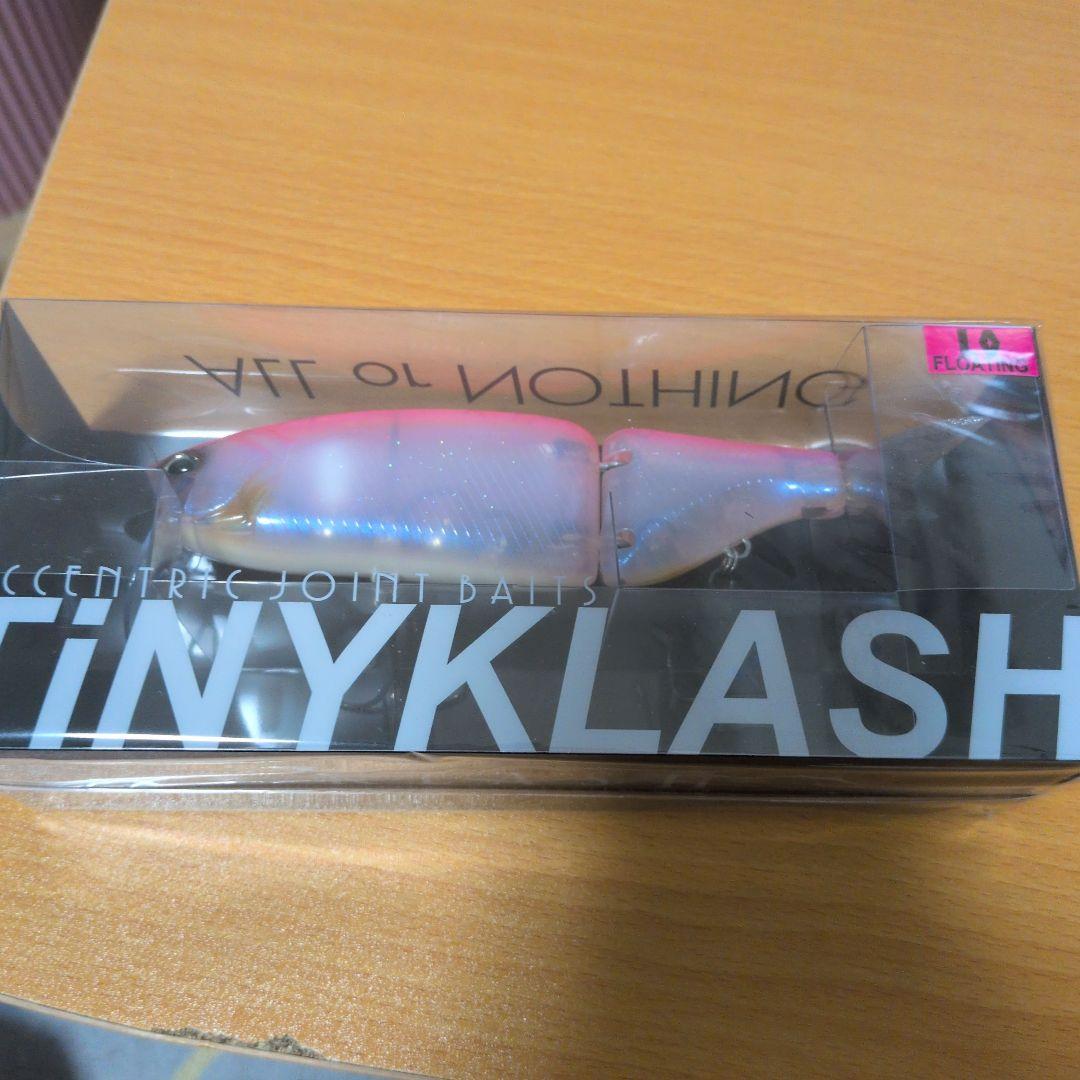 ALL or NOTHING
FLOATING
CCENTRIC JOINT BAITS
TiNYKLASH